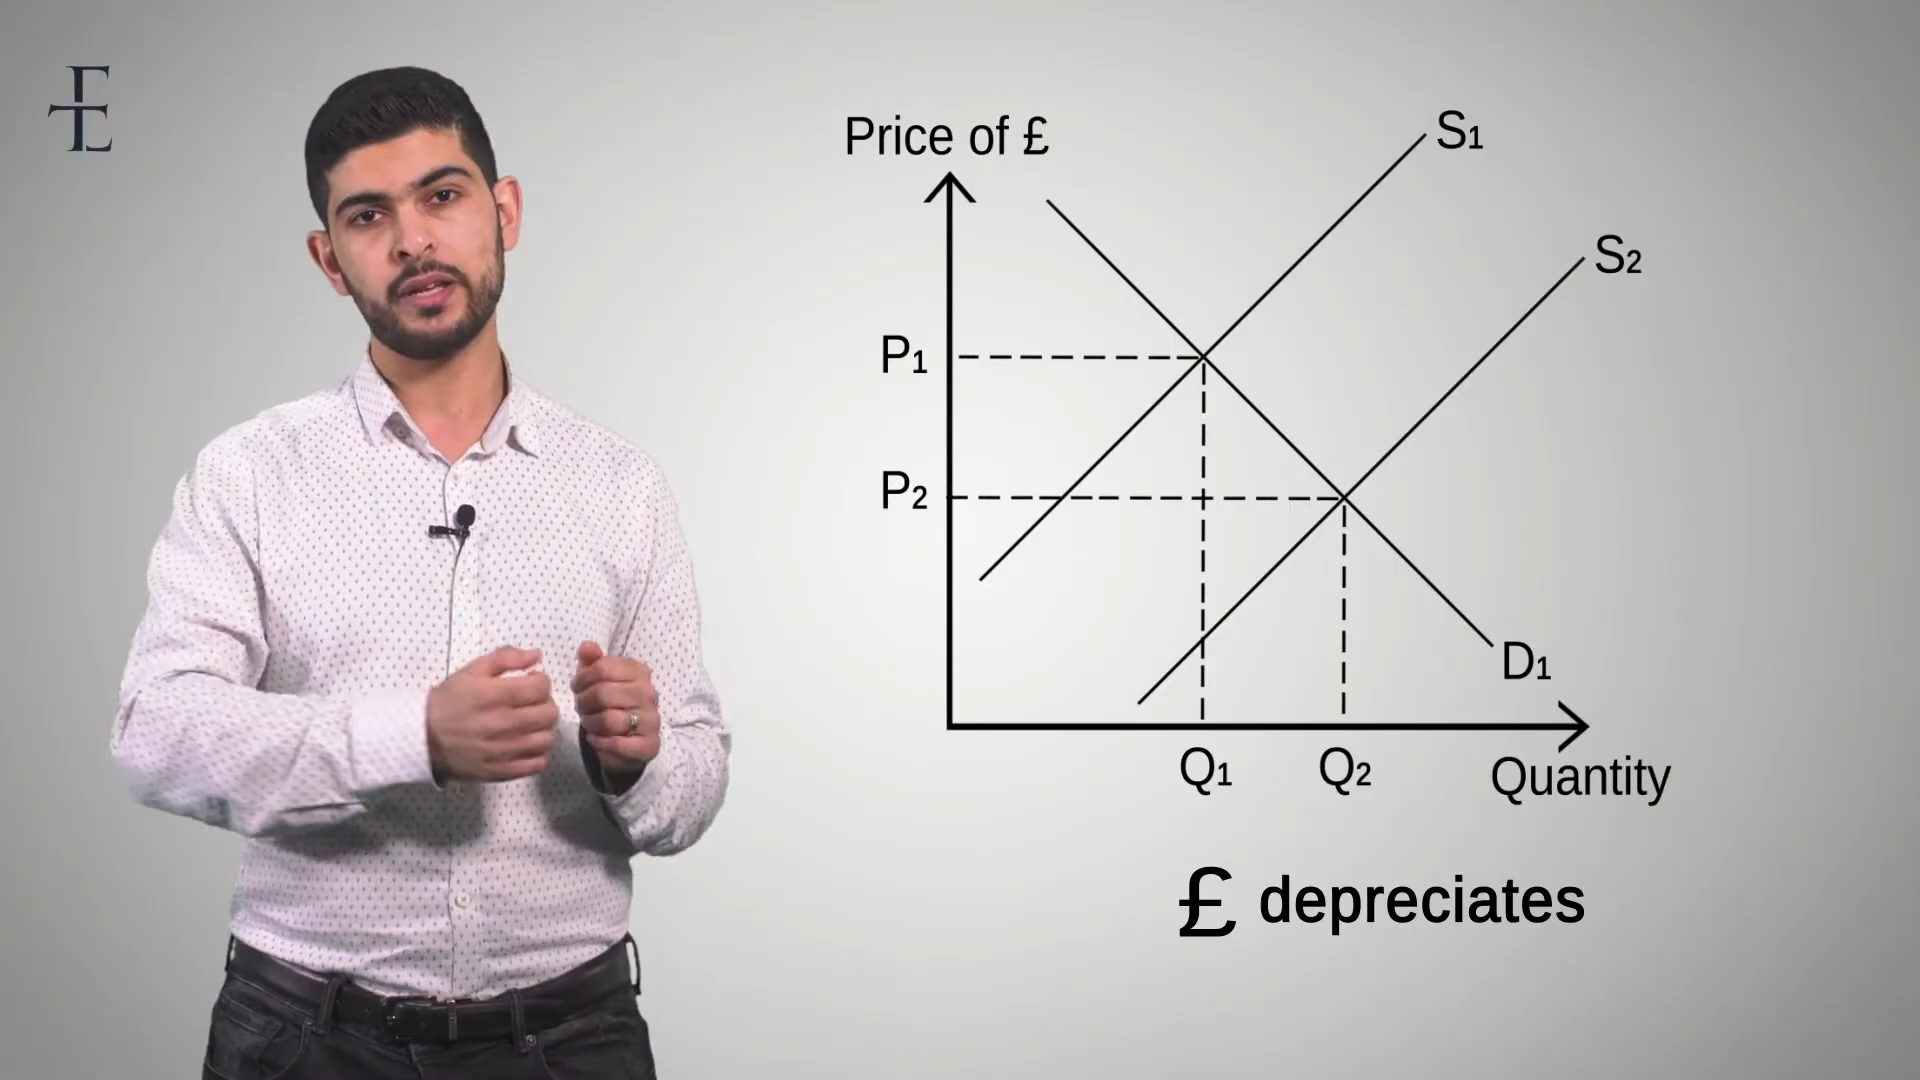 Price of £
S1
S2
P1
P2
D1
Q1 Q2
Quantity
£ depreciates